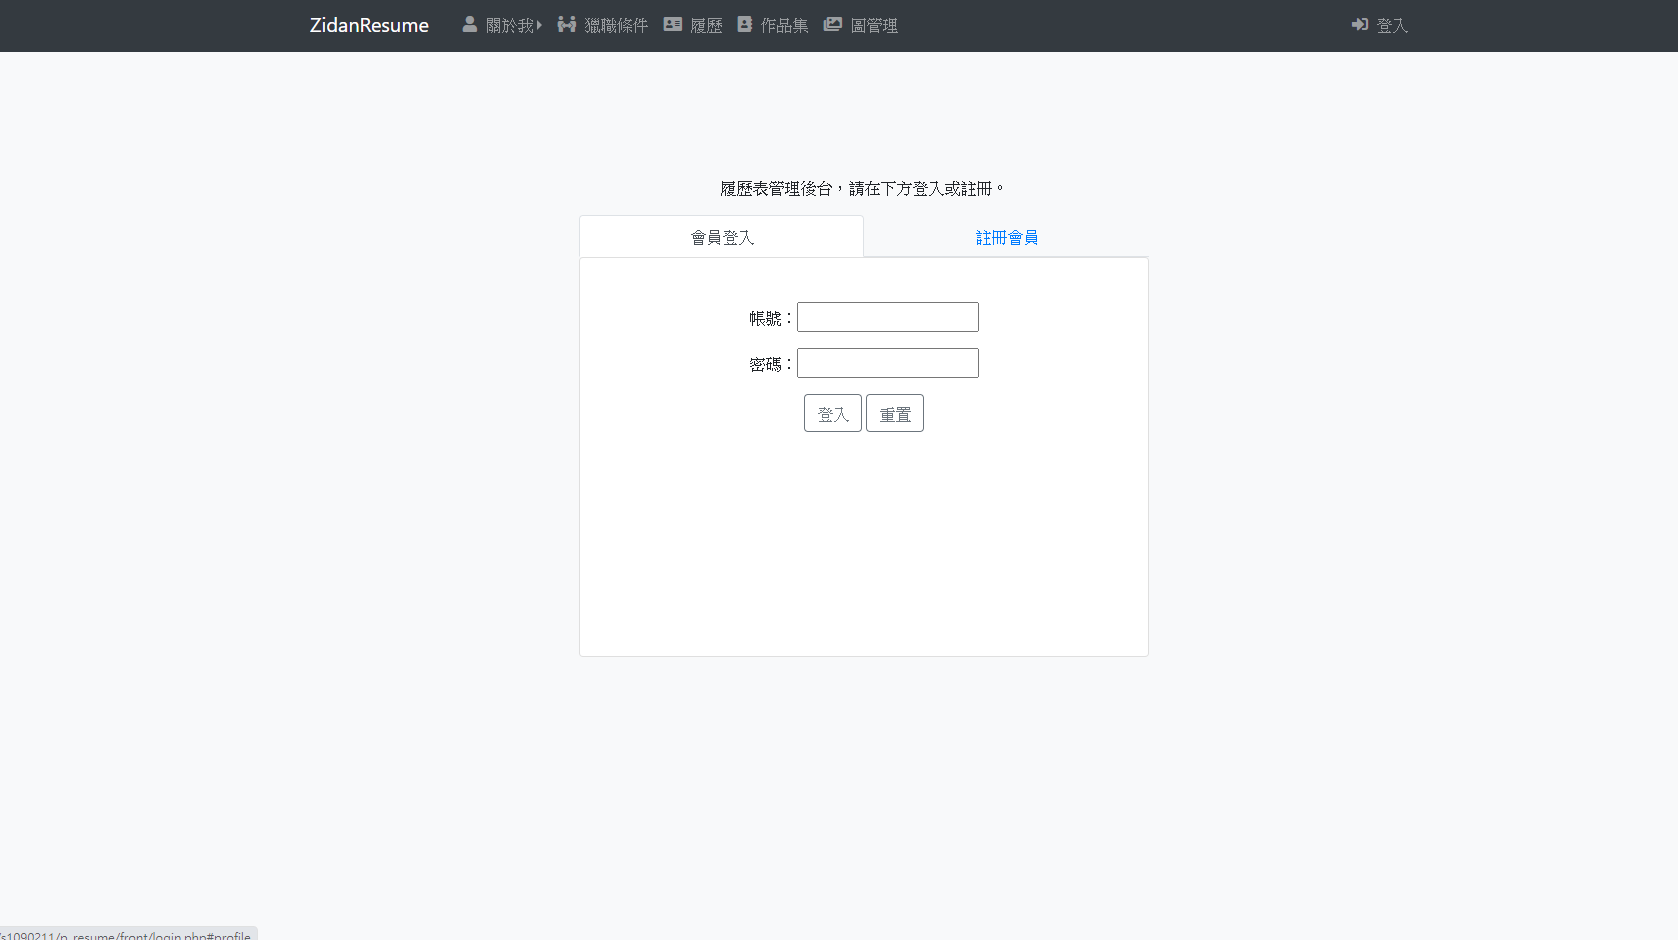 ZidanResume 關於我 獵職條件 履歷 作品集 圖管理 登入
履歷表管理後台，請在下方登入或註冊。
會員登入 註冊會員
帳號：
密碼：
登入 重置
/s1090211/p_resume/front/login.php#profile